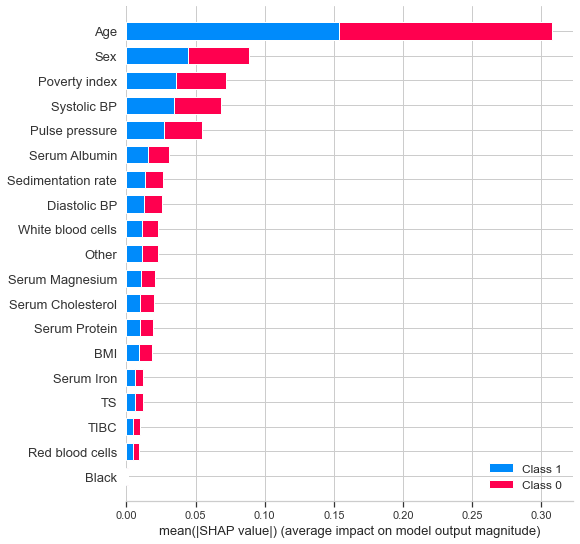 Age
Sex
Poverty index
Systolic BP
Pulse pressure
Serum Albumin
Sedimentation rate
Diastolic BP
White blood cells
Other
Serum Magnesium
Serum Cholesterol
Serum Protein
BMI
Serum Iron
TS
TIBC
Red blood cells
Black
Class 1
Class 0
0.00 0.05 0.10 0.15 0.20 0.25 0.30
mean(|SHAP value|) (average impact on model output magnitude)